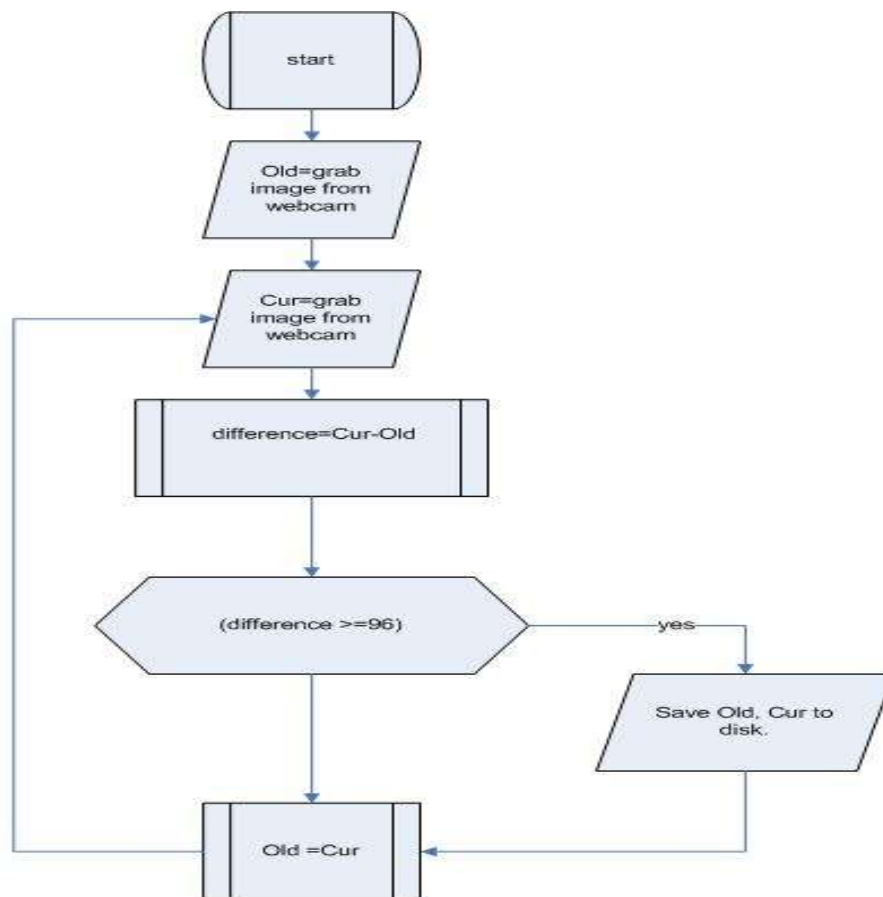 start
Old=grab
image from
webcam
Cur=grab
image from
webcam
difference=Cur-Old
(difference >=96)
yes
Save Old, Cur to
disk.
Old =Cur